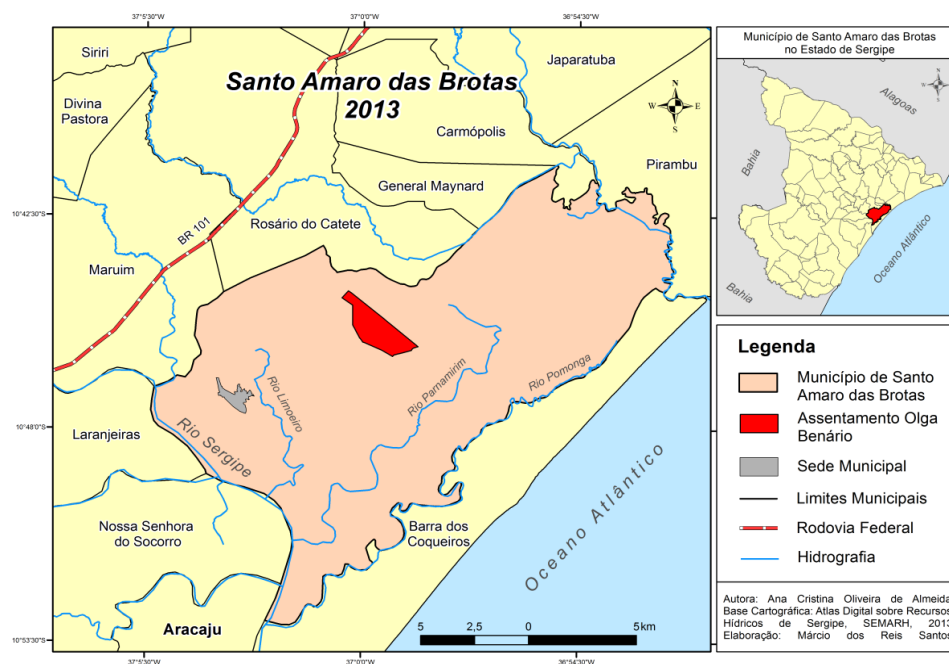 37°5'30"W
37°0'0"W
36°54'30"W
Siriri
Japaratuba
Santo Amaro das Brotas
2013
N
W
E
S
Divina
Pastora
Carmópolis
Pirambu
General Maynard
10°42'30"S
BR 101
Rosário do Catete
Maruim
Rio Limoeiro
Rio Parnamirim
Rio Pomonga
10°48'0"S
Laranjeiras
Rio Sergipe
Oceano Atlântico
Nossa Senhora
do Socorro
Barra dos
Coqueiros
Aracaju
10°53'30"S
5
2,5
0
5km
37°5'30"W
37°0'0"W
36°54'30"W
Município de Santo Amaro das Brotas
no Estado de Sergipe
N
W
E
S
Alagoas
Bahia
Oceano Atlântico
Bahia
Legenda
Município de Santo
Amaro das Brotas
Assentamento Olga
Benário
Sede Municipal
Limites Municipais
Rodovia Federal
Hidrografia
Autora: Ana Cristina Oliveira de Almeida
Base Cartográfica: Atlas Digital sobre Recursos
Hídricos de Sergipe, SEMARH, 2013
Elaboração: Márcio dos Reis Santos